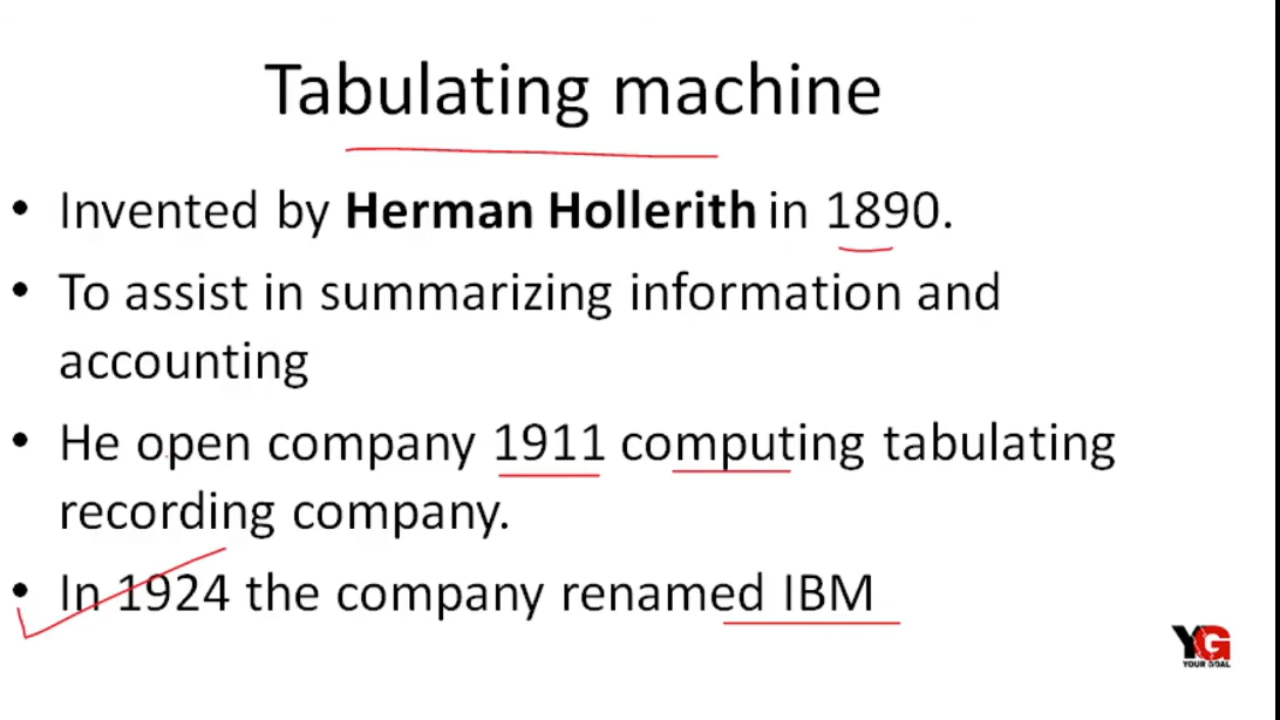 Tabulating machine
• Invented by Herman Hollerith in 1890.
• To assist in summarizing information and
accounting
• He open company 1911 computing tabulating
recording company.
• In 1924 the company renamed IBM
YG
YOUR GOAL